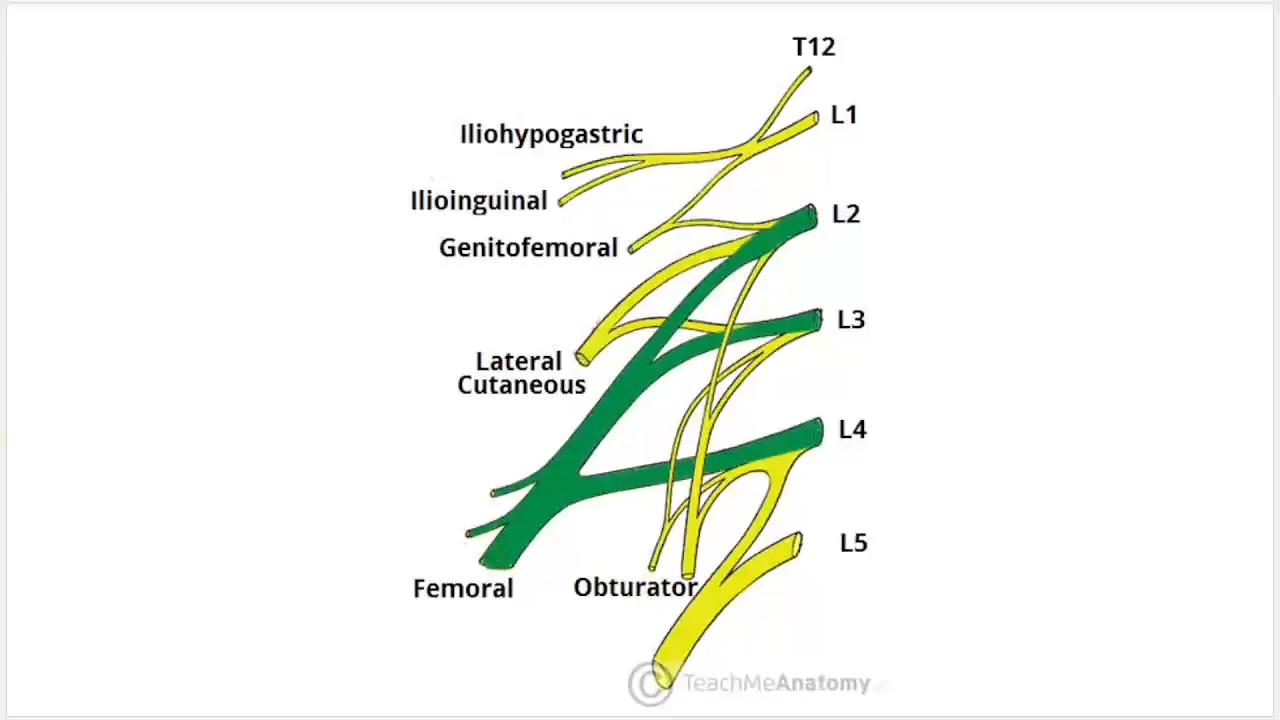 T12
L1
Iliohypogastric
Ilioinguinal
L2
Genitofemoral
L3
Lateral
Cutaneous
L4
L5
Femoral
Obturator
© TeachMeAnatomy